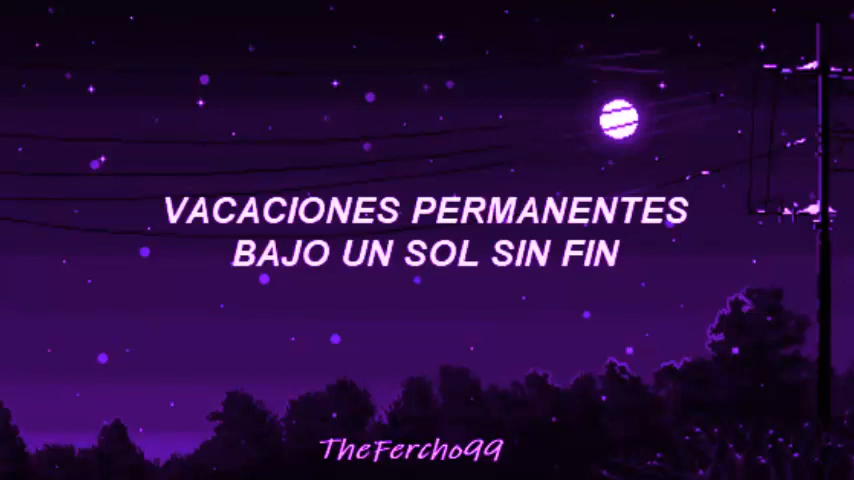 VACACIONES PERMANENTES
BAJO UN SOL SIN FIN
TheFercho99